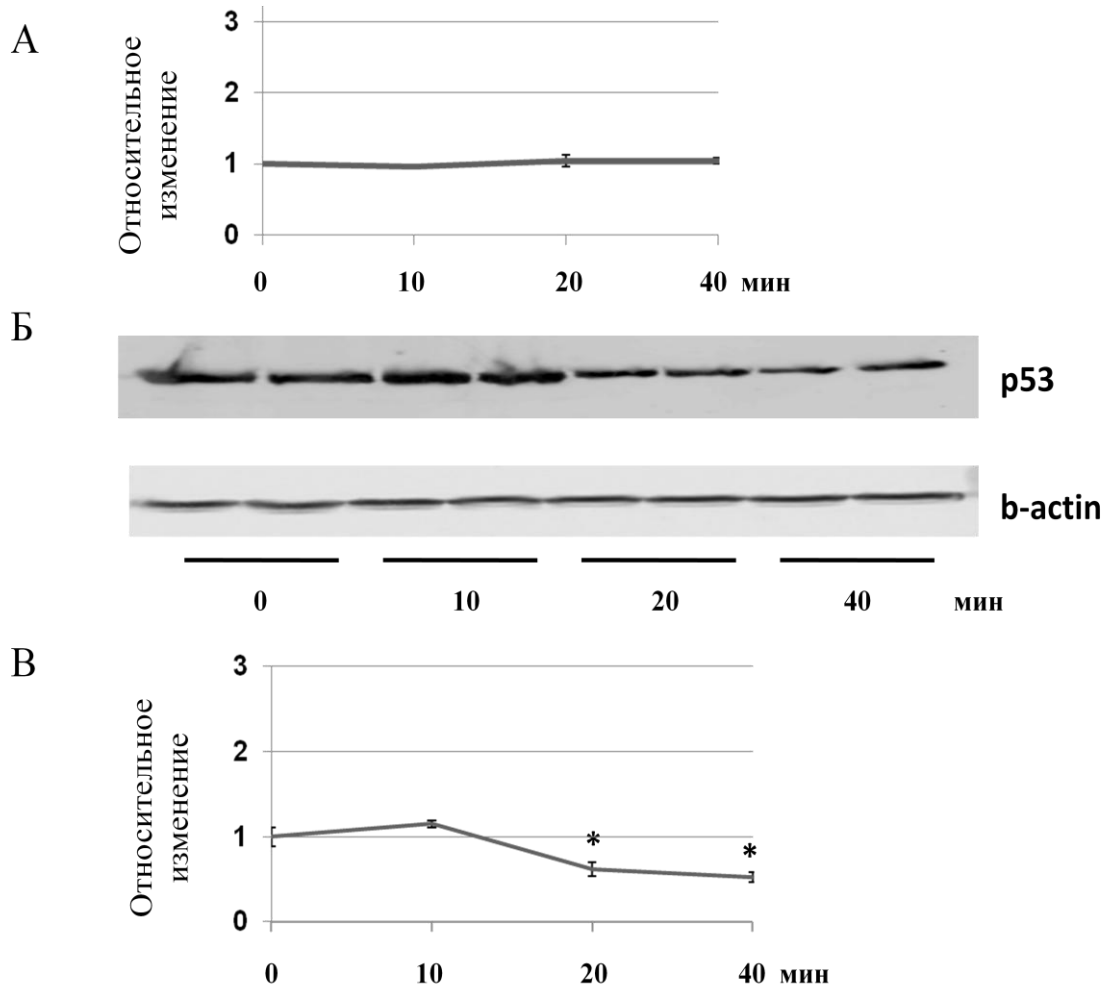 А
Относительное
изменение
3
2
1
0
0 10 20 40 мин
Б
p53
b-actin
0 10 20 40 мин
В
Относительное
изменение
3
2
1
0
* *
0 10 20 40 мин